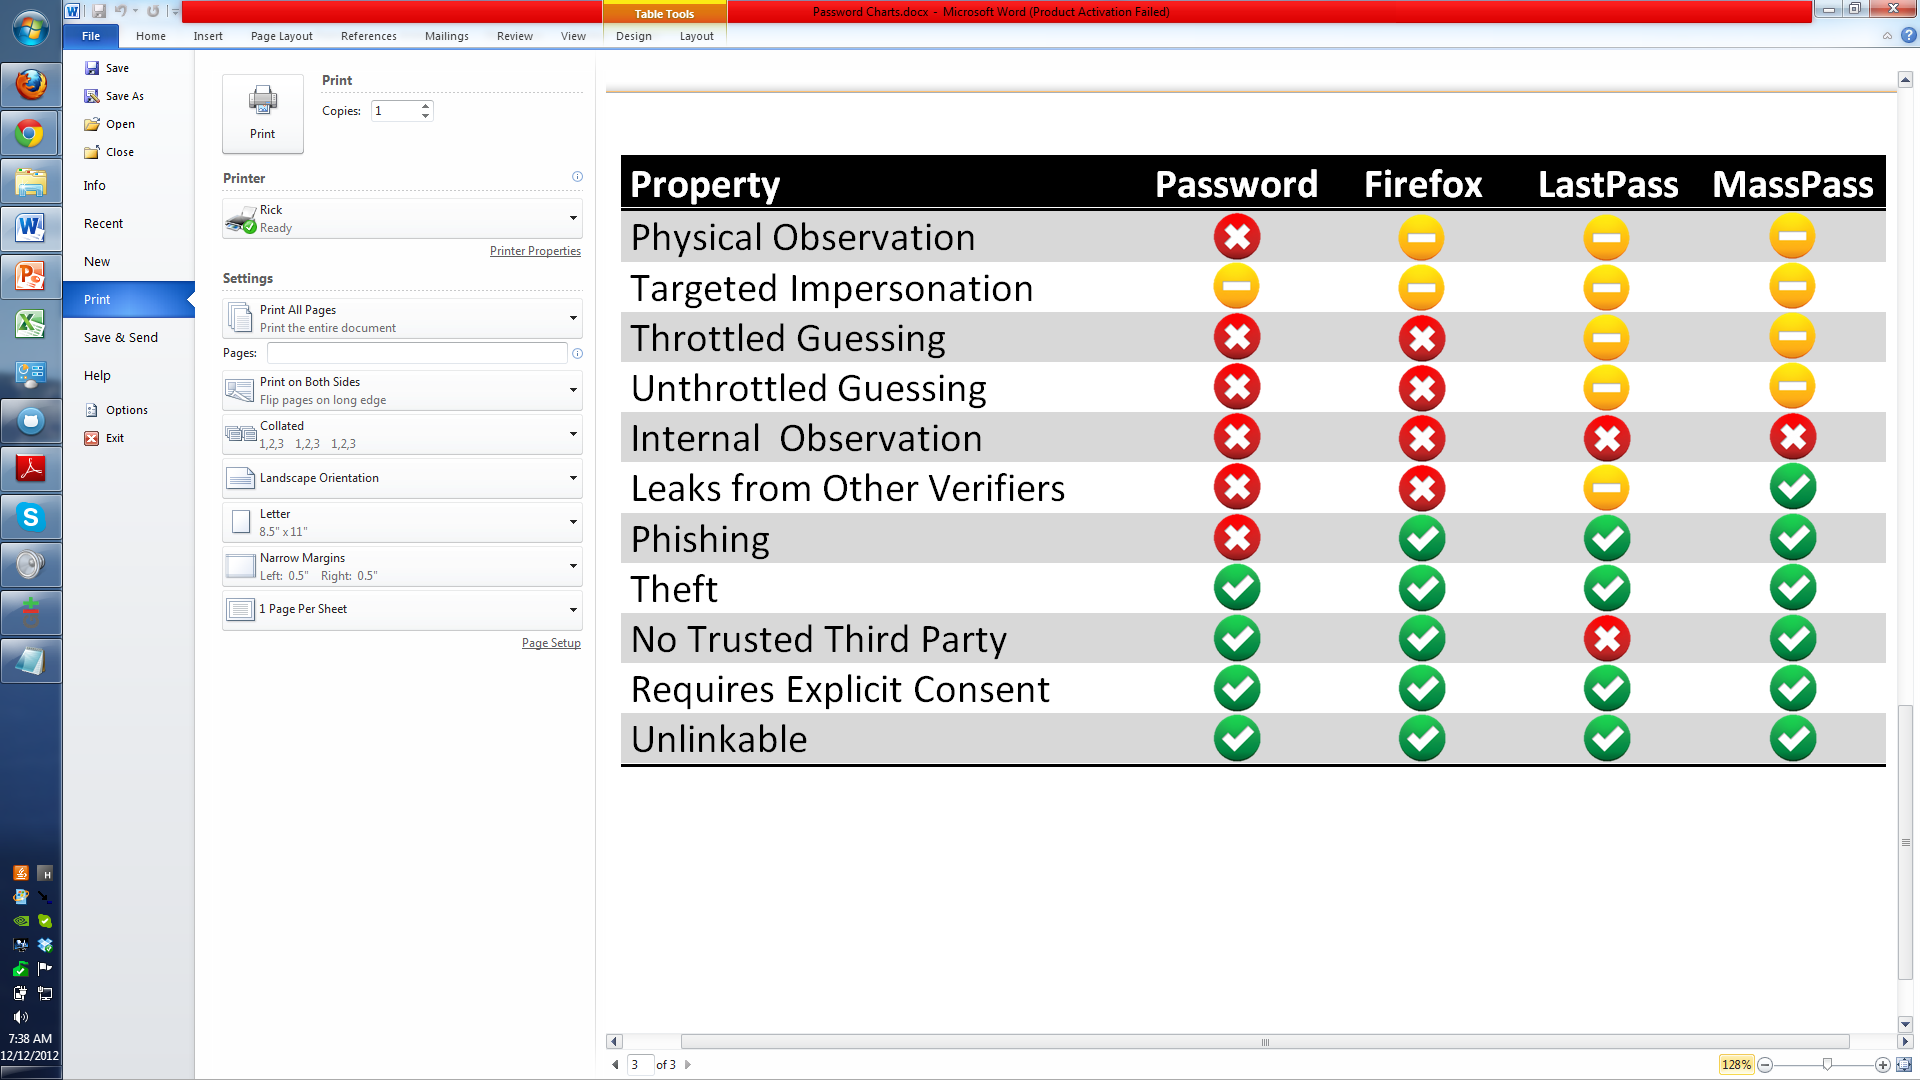 Table Tools
Password Charts.docx - Microsoft Word (Product Activation Failed)
File Home Insert Page Layout References Mailings Review View Design Layout
Save
Save As
Open
Close
Info
Recent
New
Print
Save & Send
Help
Options
Exit
Print
Print
Copies: 1
Printer
Rick
Ready
Printer Properties
Settings
Print All Pages
Print the entire document
Pages:
Print on Both Sides
Flip pages on long edge
Collated
1,2,3 1,2,3 1,2,3
Landscape Orientation
Letter
8.5" x 11"
Narrow Margins
Left: 0.5" Right: 0.5"
1 Page Per Sheet
Page Setup
Property Password Firefox LastPass MassPass
Physical Observation
Targeted Impersonation
Throttled Guessing
Unthrottled Guessing
Internal Observation
Leaks from Other Verifiers
Phishing
Theft
No Trusted Third Party
Requires Explicit Consent
Unlinkable
3 of 3
128%
7:38 AM
12/12/2012